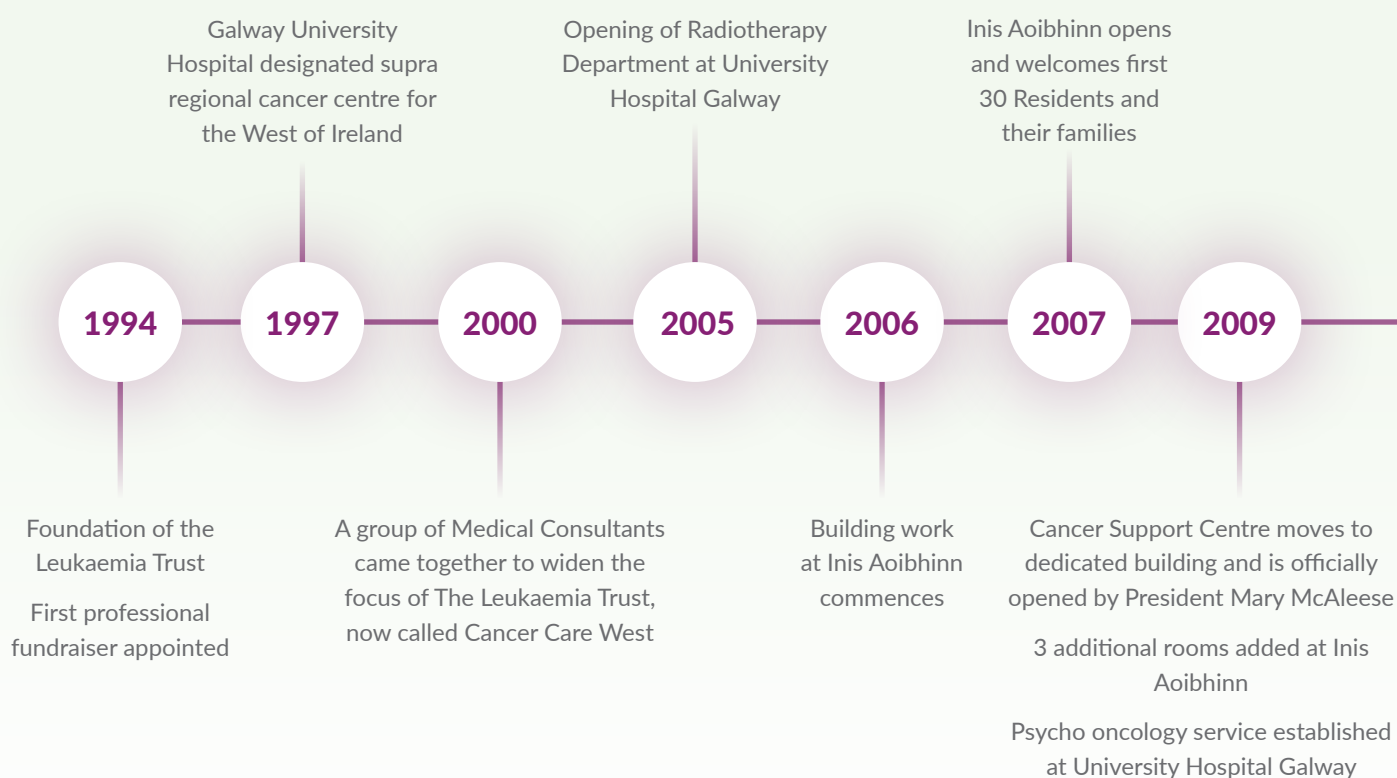 Galway University
Hospital designated supra
regional cancer centre for
the West of Ireland
Opening of Radiotherapy
Department at University
Hospital Galway
Inis Aoibhinn opens
and welcomes first
30 Residents and
their families
1994
1997
2000
2005
2006
2007
2009
Foundation of the
Leukaemia Trust
First professional
fundraiser appointed
A group of Medical Consultants
came together to widen the
focus of The Leukaemia Trust,
now called Cancer Care West
Building work
at Inis Aoibhinn
commences
Cancer Support Centre moves to
dedicated building and is officially
opened by President Mary McAleese
3 additional rooms added at Inis
Aoibhinn
Psycho oncology service established
at University Hospital Galway